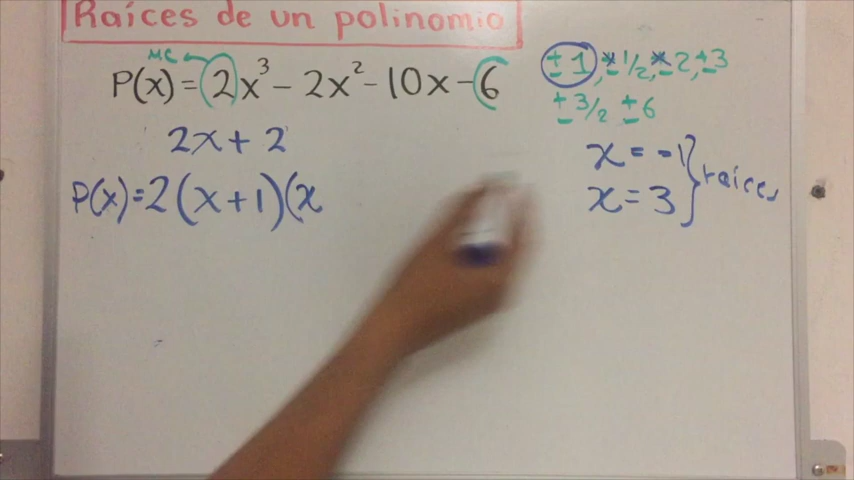 Raíces de un polinomio
MC
P(x) = 2x³ - 2x² - 10x - 6
± 1, ± 1/2, ± 2, ± 3
± 3/2 ± 6
2x + 2
P(x) = 2(x+1)(x
x = -1
x = 3
raíces